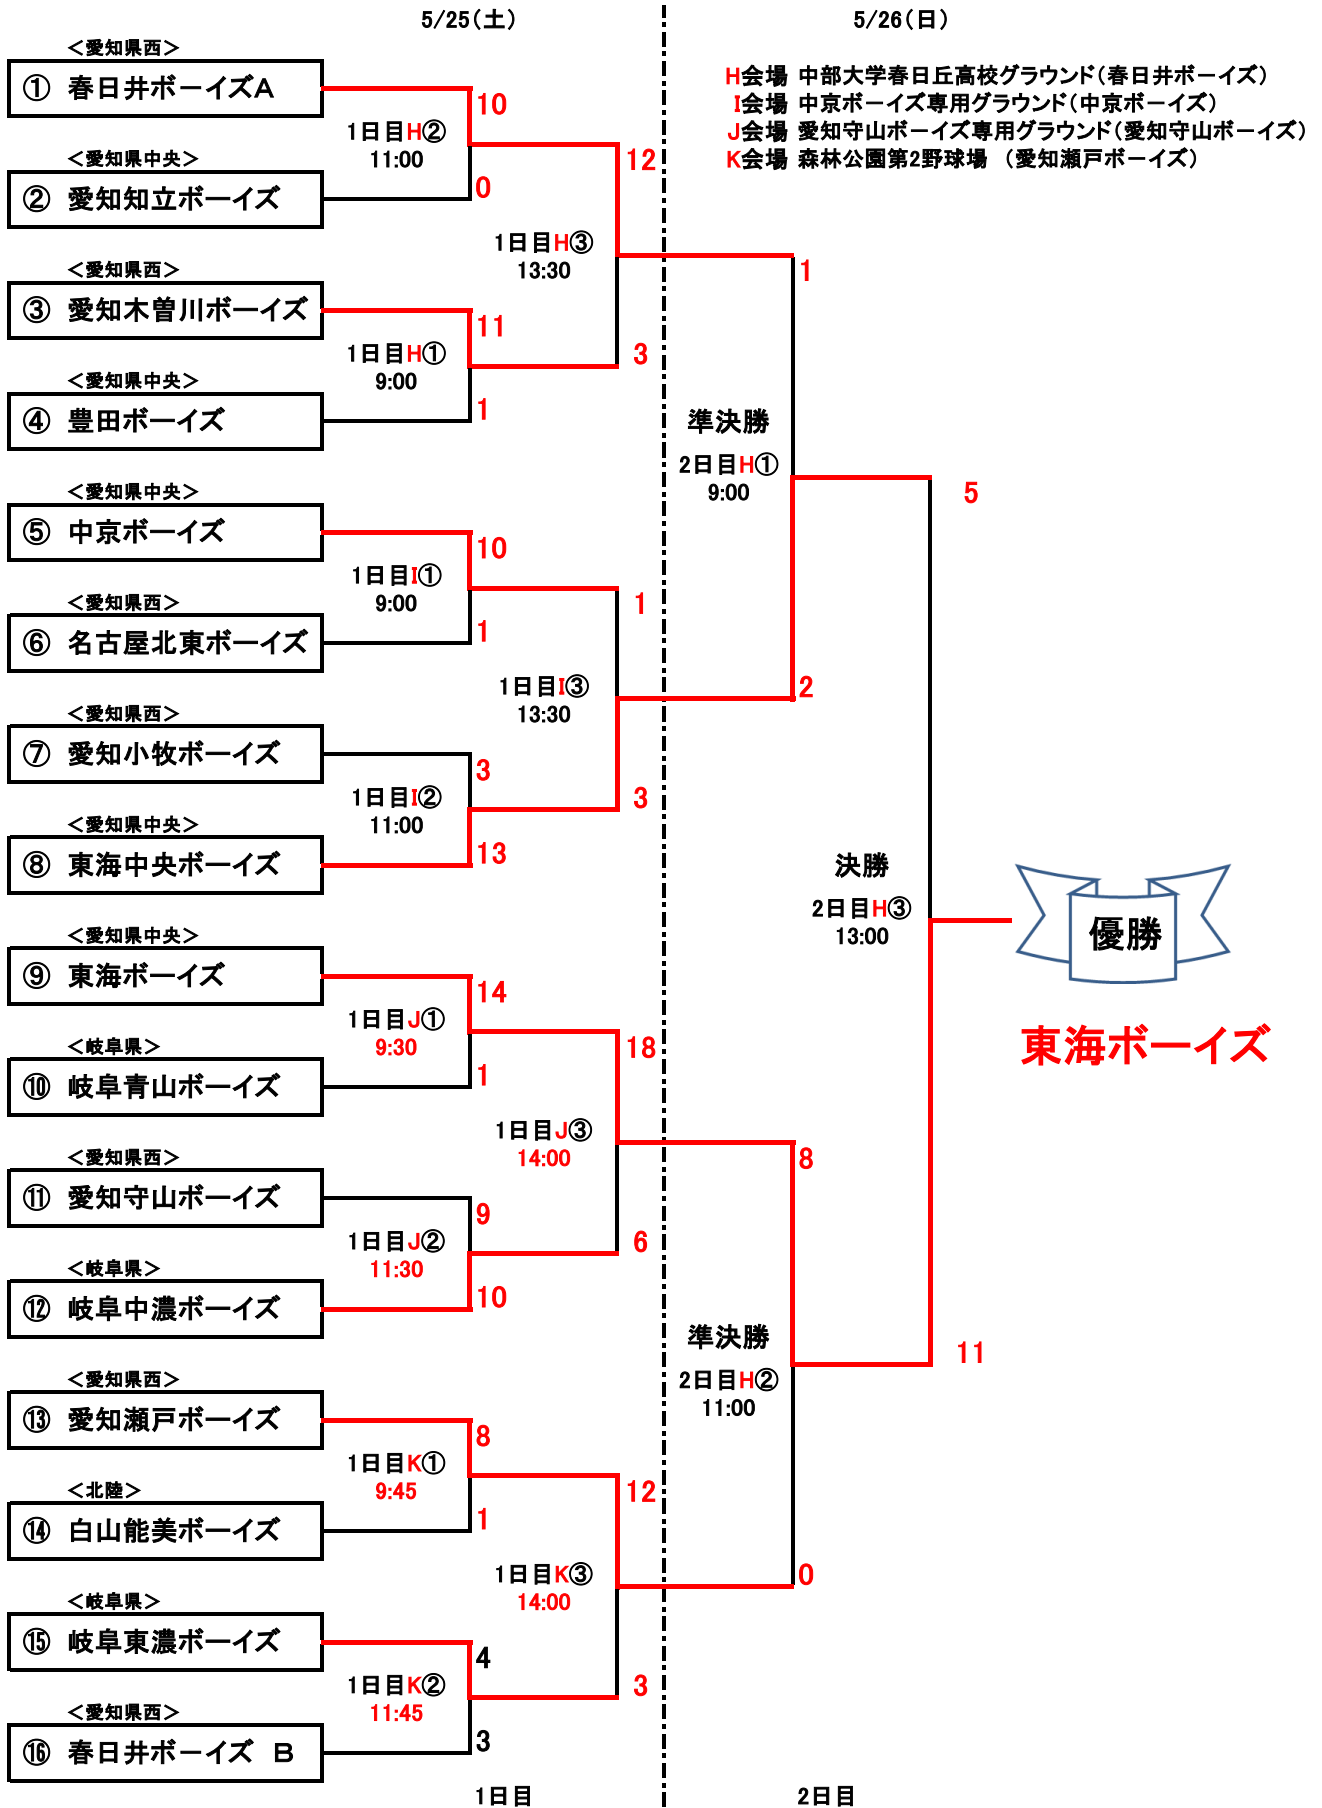 5/25(土)
5/26(日)
H会場 中部大学春日丘高校グラウンド(春日井ボーイズ)
I会場 中京ボーイズ専用グラウンド(中京ボーイズ)
J会場 愛知守山ボーイズ専用グラウンド(愛知守山ボーイズ)
K会場 森林公園第2野球場 (愛知瀬戸ボーイズ)
<愛知県西>
① 春日井ボーイズA
10
1日目H②
11:00
<愛知県中央>
② 愛知知立ボーイズ
0
12
1日目H③
13:30
<愛知県西>
③ 愛知木曽川ボーイズ
11
1日目H①
9:00
3
<愛知県中央>
④ 豊田ボーイズ
1
1
準決勝
2日目H①
9:00
<愛知県中央>
⑤ 中京ボーイズ
10
1日目I①
9:00
<愛知県西>
⑥ 名古屋北東ボーイズ
1
1
1日目I③
13:30
2
<愛知県西>
⑦ 愛知小牧ボーイズ
3
1日目I②
11:00
3
<愛知県中央>
⑧ 東海中央ボーイズ
13
5
決勝
2日目H③
13:00
優勝
東海ボーイズ
<愛知県中央>
⑨ 東海ボーイズ
14
1日目J①
9:30
<岐阜県>
⑩ 岐阜青山ボーイズ
1
18
1日目J③
14:00
8
<愛知県西>
⑪ 愛知守山ボーイズ
9
1日目J②
11:30
6
<岐阜県>
⑫ 岐阜中濃ボーイズ
10
準決勝
2日目H②
11:00
11
<愛知県西>
⑬ 愛知瀬戸ボーイズ
8
1日目K①
9:45
<北陸>
⑭ 白山能美ボーイズ
1
12
1日目K③
14:00
0
<岐阜県>
⑮ 岐阜東濃ボーイズ
4
1日目K②
11:45
3
<愛知県西>
⑯ 春日井ボーイズ B
3
1日目
2日目